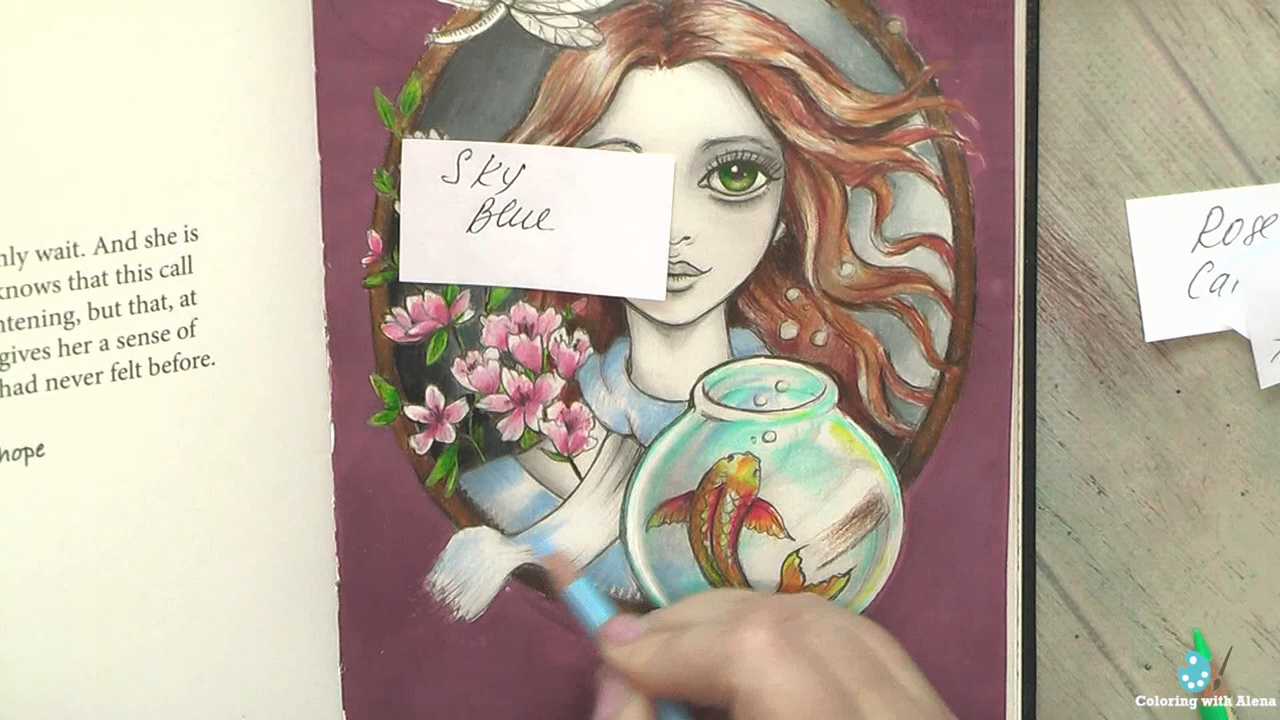 nly wait. And she is
knows that this call
ntening, but that, at
gives her a sense of
had never felt before.
hope
Sky
Blue
Rose
Car
Coloring with Alena